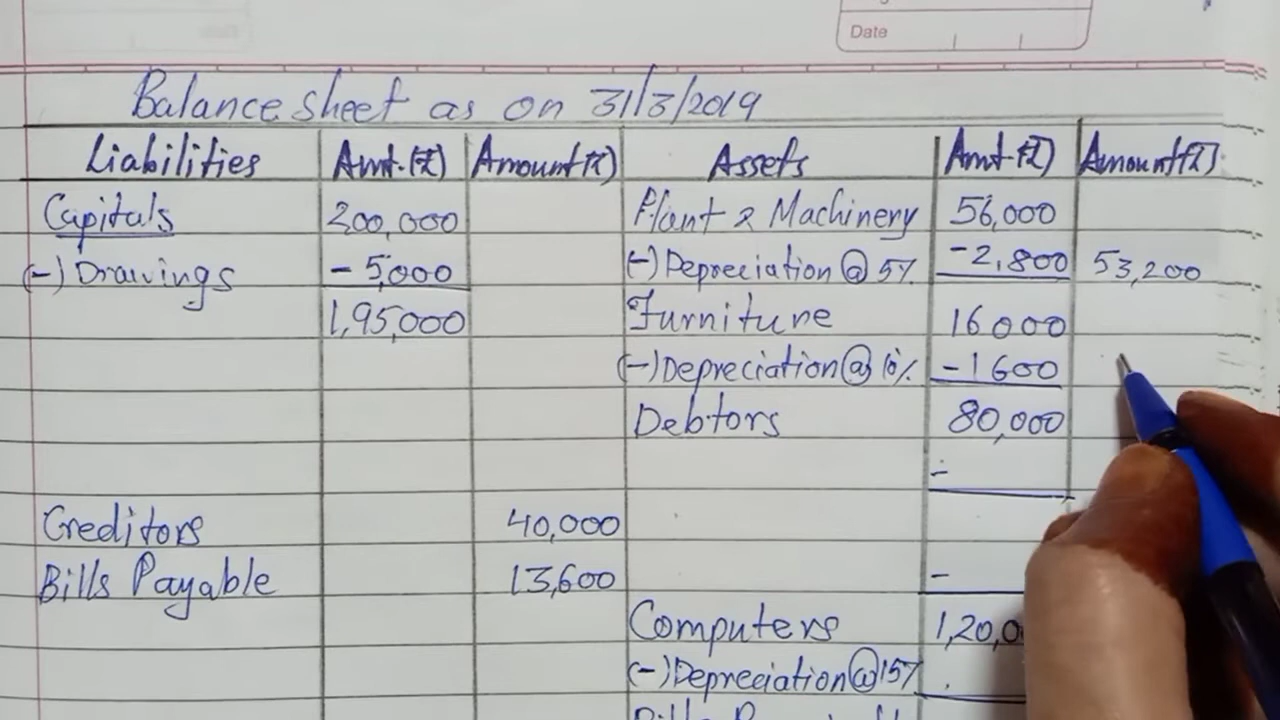 Date
Balance sheet as on 31/3/2019
Liabilities Amt.(₹) Amount(₹) Assets Amt.(₹) Amount(₹)
Capitals 200,000 Plant & Machinery 56,000
(-) Drawings - 5,000 (-) Depreciation @ 5% - 2,800 53,200
1,95,000 Furniture 16000
(-) Depreciation @ 10% - 1600
Debtors 80,000
-
Creditors 40,000
Bills Payable 13,600 -
Computers 1,20,0
(-) Depreciation @ 15%
Bills